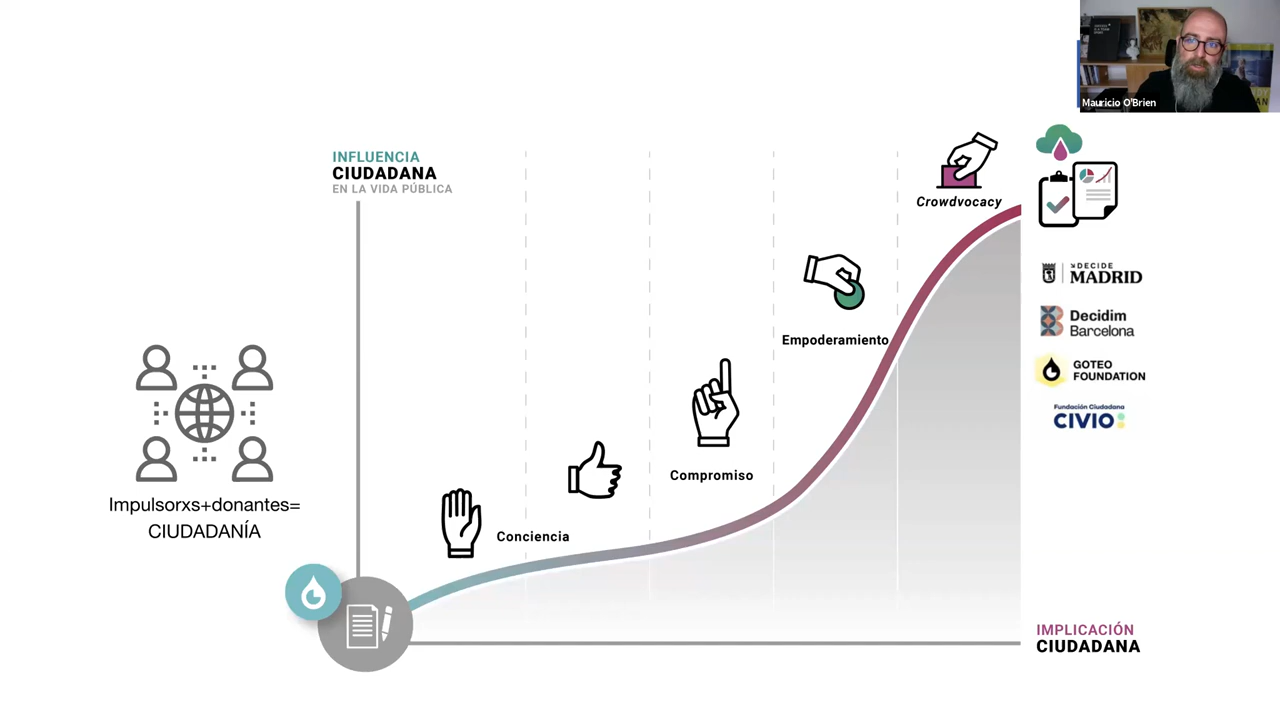 Mauricio O'Brien
INFLUENCIA
CIUDADANA
EN LA VIDA PÚBLICA
Crowdvocacy
DECIDE
MADRID
Decidim
Barcelona
Empoderamiento
GOTEO
FOUNDATION
Fundación Ciudadana
CIVIO
Compromiso
Impulsorxs+donantes=
CIUDADANÍA
Conciencia
IMPLICACIÓN
CIUDADANA